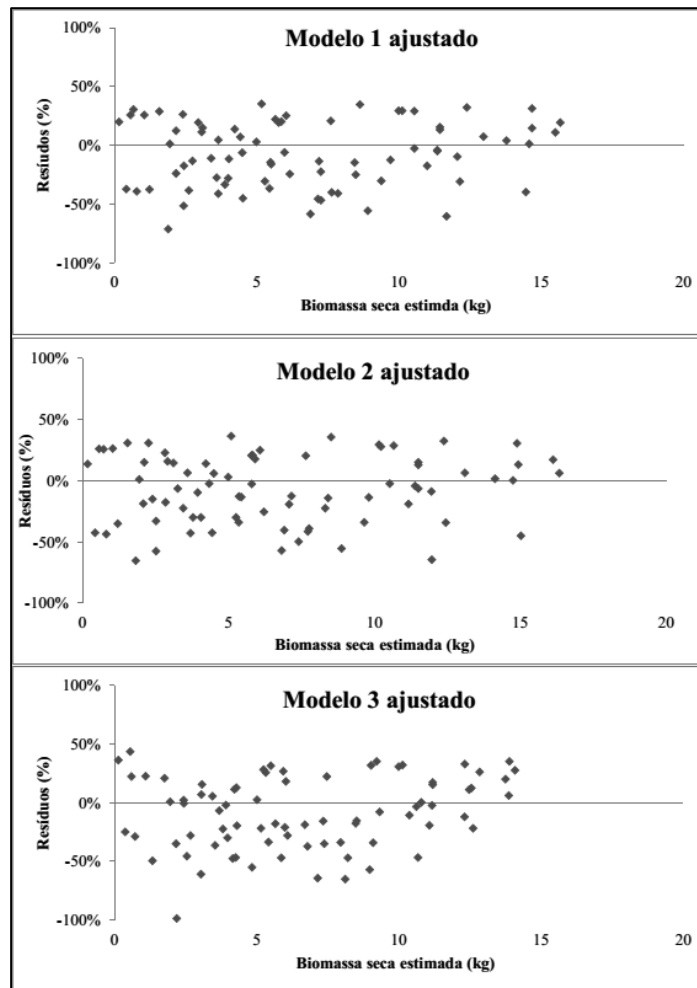 Modelo 1 ajustado
100%
50%
0%
-50%
-100%
Resíudos (%)
0 5 10 15 20
Biomassa seca estimda (kg)
Modelo 2 ajustado
100%
50%
0%
-50%
-100%
Resíduos (%)
0 5 10 15 20
Biomassa seca estimada (kg)
Modelo 3 ajustado
100%
50%
0%
-50%
-100%
Resíduos (%)
0 5 10 15 20
Biomassa seca estimada (kg)